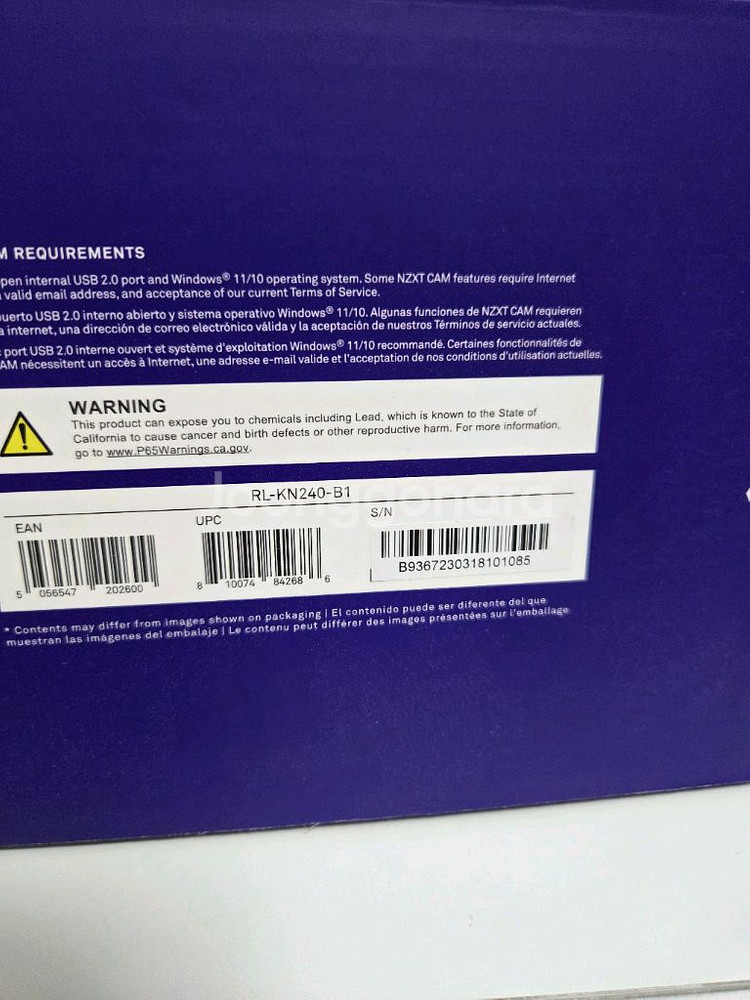 M REQUIREMENTS
pen internal USB 2.0 port and Windows® 11/10 operating system. Some NZXT CAM features require Internet
valid email address, and acceptance of our current Terms of Service.
puerto USB 2.0 interno abierto y sistema operativo Windows® 11/10. Algunas funciones de NZXT CAM requieren
a internet, una dirección de correo electrónico válida y la aceptación de nuestros Términos de servicio actuales.
port USB 2.0 interne ouvert et système d'exploitation Windows® 11/10 recommandé. Certaines fonctionnalités de
AM nécessitent un accès à Internet, une adresse e-mail valide et l'acceptation de nos conditions d'utilisation actuelles.
WARNING
This product can expose you to chemicals including Lead, which is known to the State of
California to cause cancer and birth defects or other reproductive harm. For more information,
go to www.P65Warnings.ca.gov.
joonggonara
RL-KN240-B1
EAN
UPC
S/N
5 056547 202600
8 10074 84268 6
B9367230318101085
* Contents may differ from images shown on packaging | El contenido puede ser diferente del que
muestran las imágenes del embalaje | Le contenu peut différer des images présentées sur l'emballage